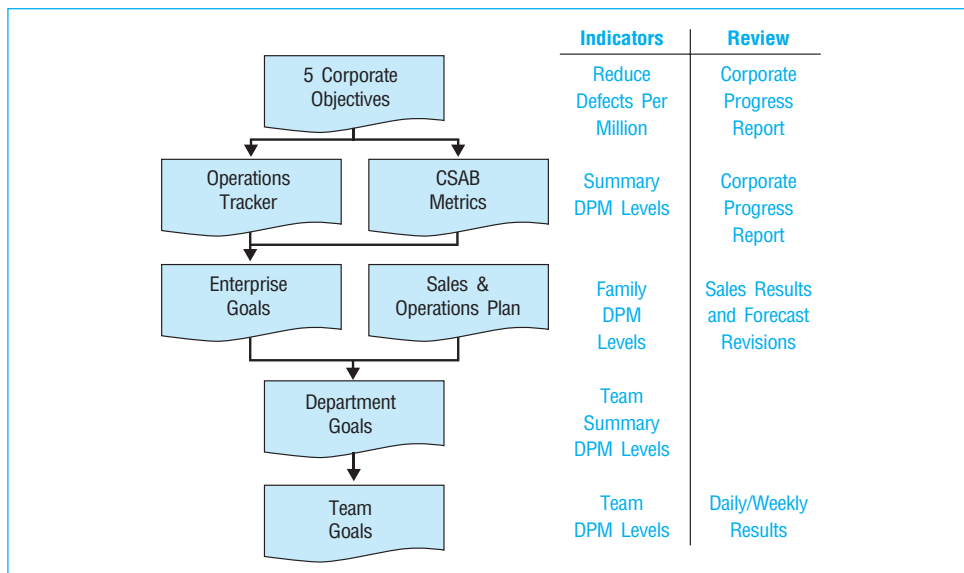 Indicators Review
5 Corporate
Objectives
Reduce
Defects Per
Million
Corporate
Progress
Report
Operations
Tracker
CSAB
Metrics
Summary
DPM Levels
Corporate
Progress
Report
Enterprise
Goals
Sales &
Operations Plan
Family
DPM
Levels
Sales Results
and Forecast
Revisions
Department
Goals
Team
Summary
DPM Levels
Team
Goals
Team
DPM Levels
Daily/Weekly
Results